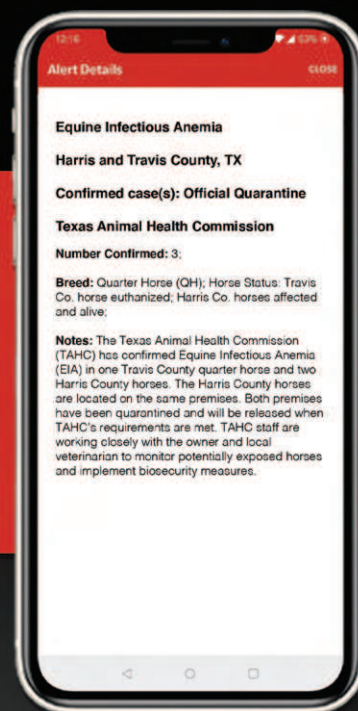 12:16
Alert Details CLOSE
Equine Infectious Anemia
Harris and Travis County, TX
Confirmed case(s): Official Quarantine
Texas Animal Health Commission
Number Confirmed: 3;
Breed: Quarter Horse (QH); Horse Status: Travis
Co. horse euthanized; Harris Co. horses affected
and alive;
Notes: The Texas Animal Health Commission
(TAHC) has confirmed Equine Infectious Anemia
(EIA) in one Travis County quarter horse and two
Harris County horses. The Harris County horses
are located on the same premises. Both premises
have been quarantined and will be released when
TAHC's requirements are met. TAHC staff are
working closely with the owner and local
veterinarian to monitor potentially exposed horses
and implement biosecurity measures.